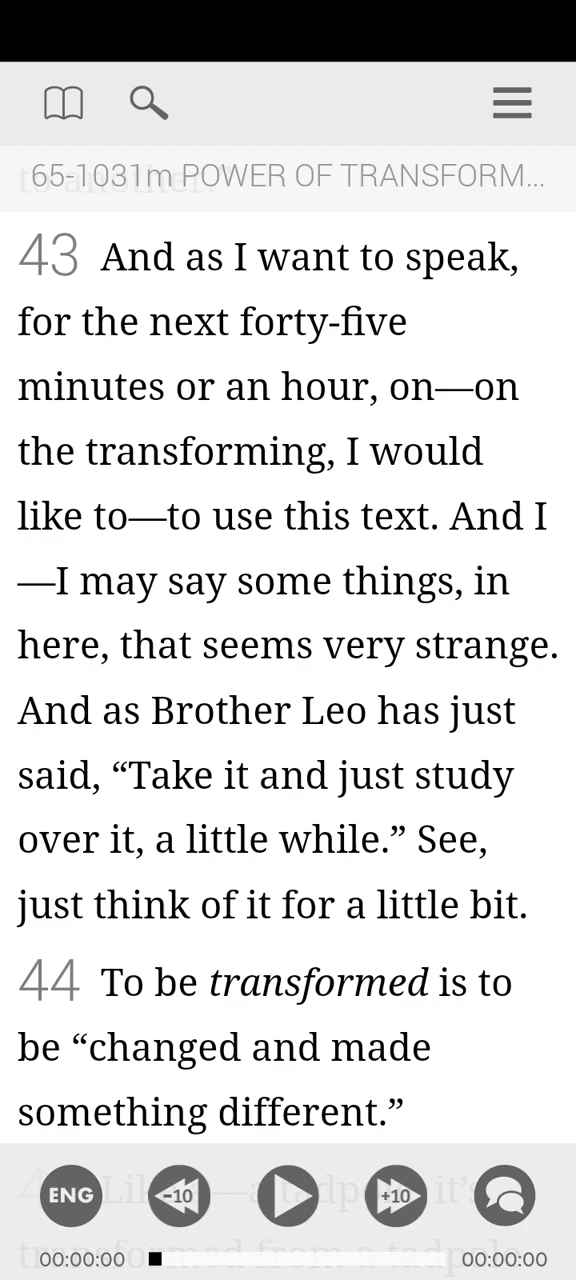 65-1031m POWER OF TRANSFORM...
43 And as I want to speak,
for the next forty-five
minutes or an hour, on—on
the transforming, I would
like to—to use this text. And I
—I may say some things, in
here, that seems very strange.
And as Brother Leo has just
said, “Take it and just study
over it, a little while.” See,
just think of it for a little bit.
44 To be transformed is to
be “changed and made
something different.”
ENG -10 +10
00:00:00 00:00:00